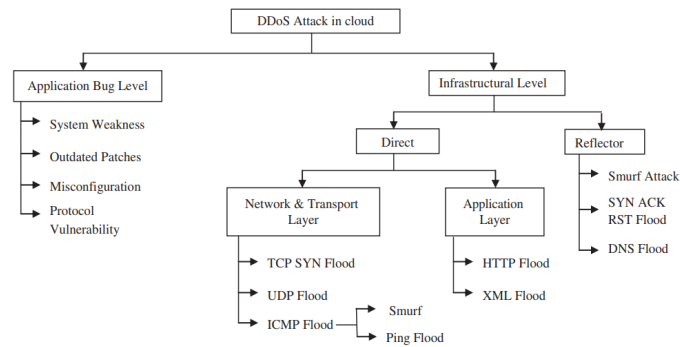 DDoS Attack in cloud
Application Bug Level
Infrastructural Level
System Weakness
Outdated Patches
Misconfiguration
Protocol
Vulnerability
Direct
Reflector
Network & Transport
Layer
Application
Layer
Smurf Attack
SYN ACK
RST Flood
DNS Flood
TCP SYN Flood
UDP Flood
ICMP Flood
Smurf
Ping Flood
HTTP Flood
XML Flood